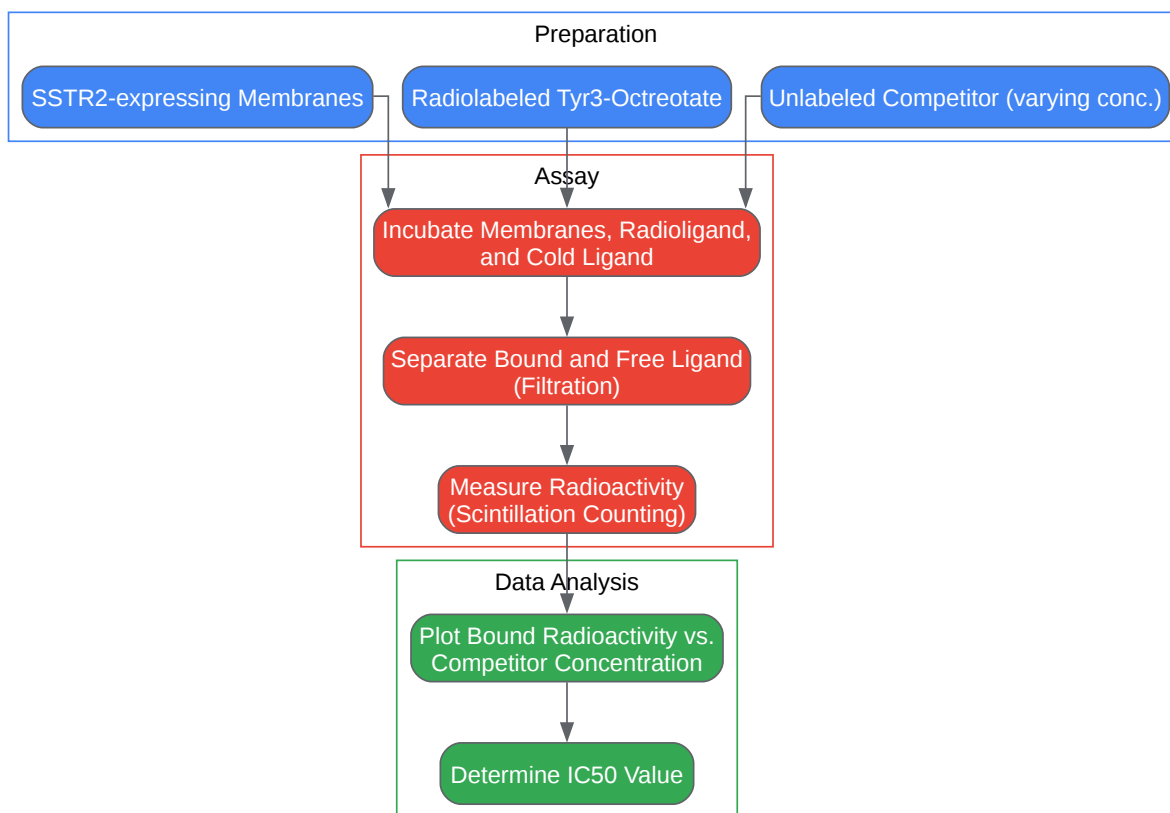 Preparation
SSTR2-expressing Membranes
Radiolabeled Tyr3-Octreotate
Unlabeled Competitor (varying conc.)
Assay
Incubate Membranes, Radioligand,
and Cold Ligand
Separate Bound and Free Ligand
(Filtration)
Measure Radioactivity
(Scintillation Counting)
Data Analysis
Plot Bound Radioactivity vs.
Competitor Concentration
Determine IC50 Value